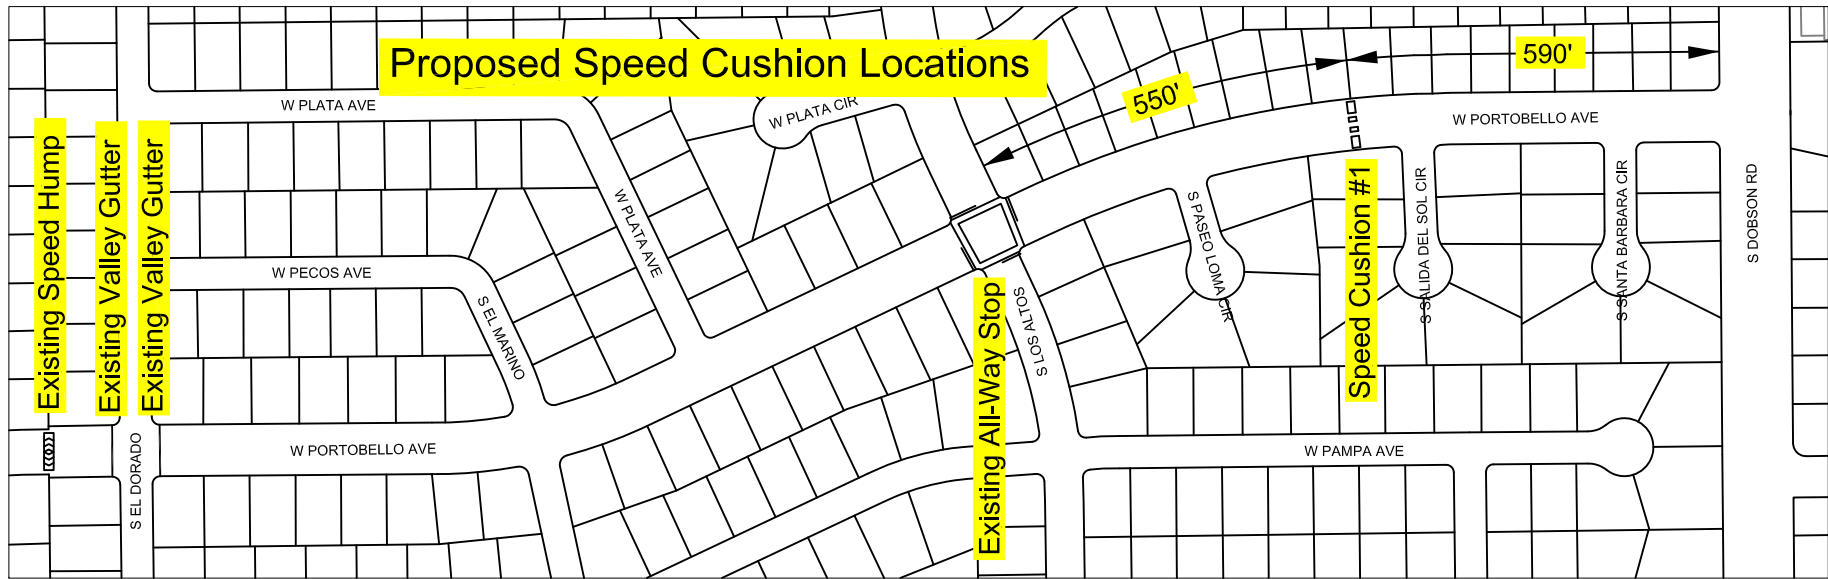 Proposed Speed Cushion Locations
590'
550'
W PLATA AVE
W PLATA CIR
W PORTOBELLO AVE
Existing Speed Hump
Existing Valley Gutter
Existing Valley Gutter
W PLATA AVE
S PASEO LOMA CIR
Speed Cushion #1
S SALIDA DEL SOL CIR
S SANTA BARBARA CIR
S DOBSON RD
W PECOS AVE
S EL MARINO
Existing All-Way Stop
S LOS ALTOS
S EL DORADO
W PORTOBELLO AVE
W PAMPA AVE